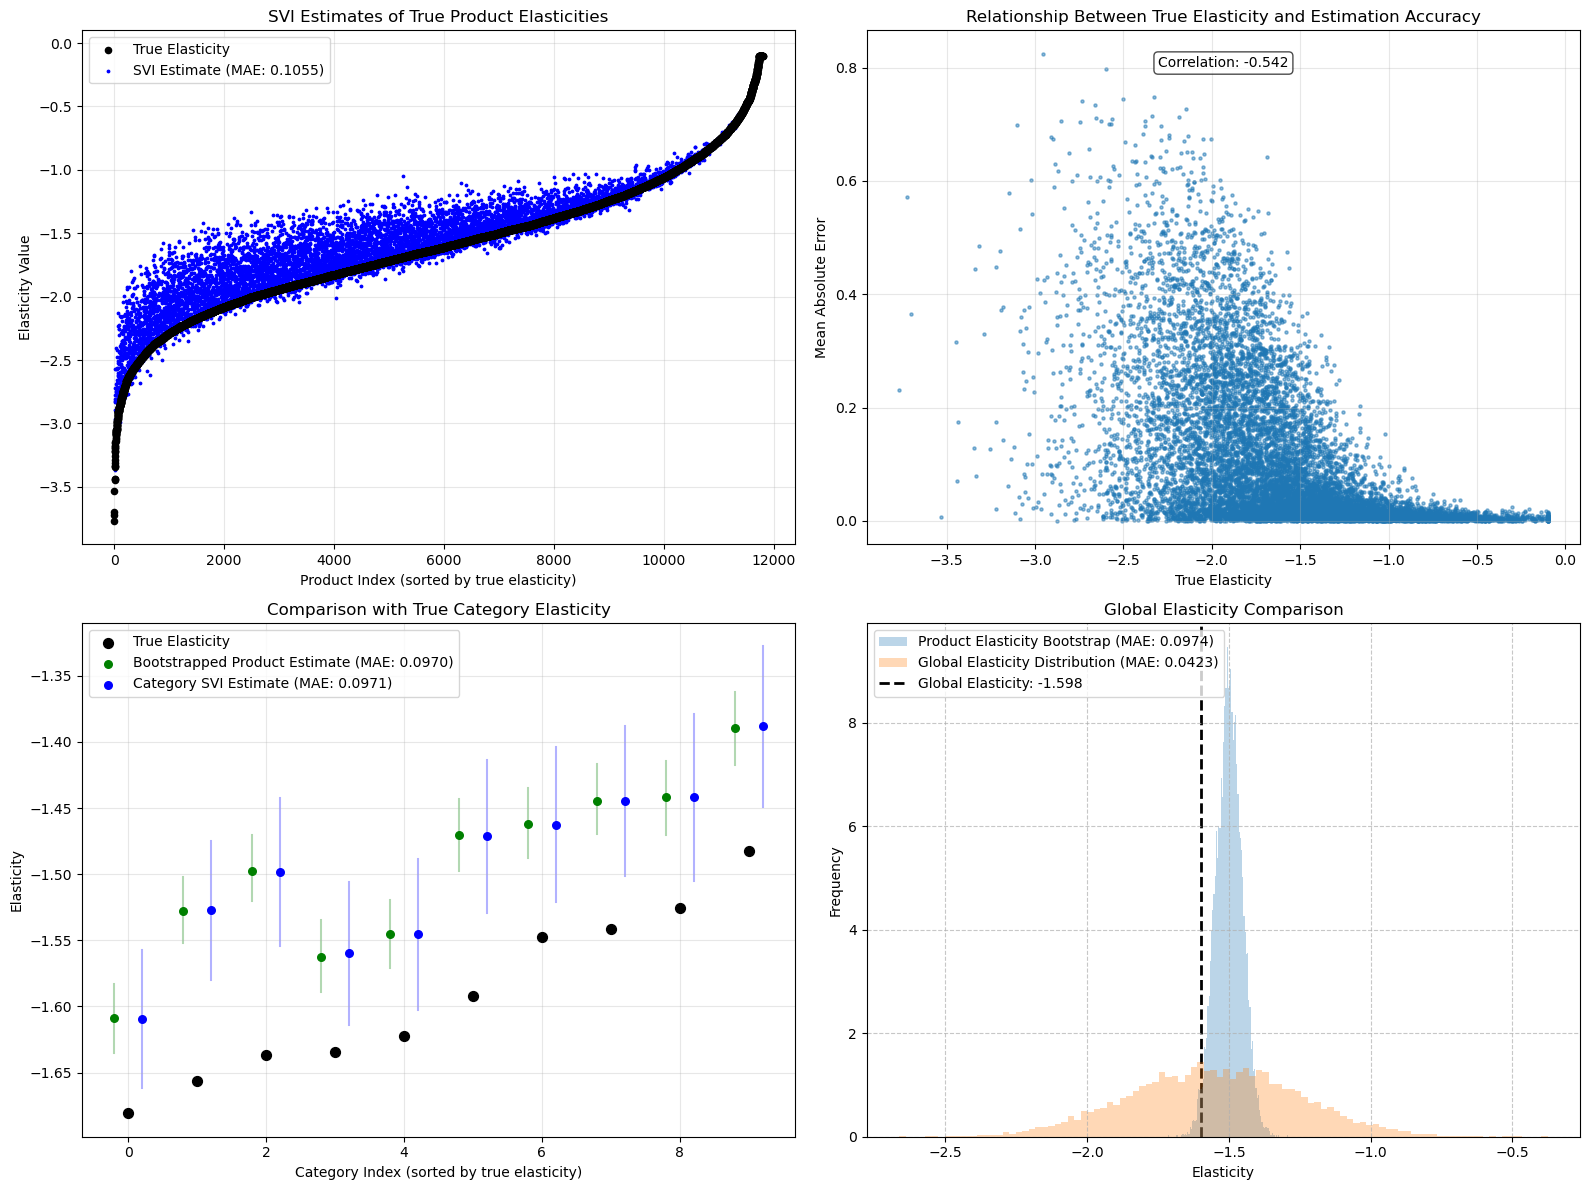 SVI Estimates of True Product Elasticities
True Elasticity
SVI Estimate (MAE: 0.1055)
0.0
−0.5
−1.0
−1.5
−2.0
−2.5
−3.0
−3.5
Elasticity Value
0 2000 4000 6000 8000 10000 12000
Product Index (sorted by true elasticity)
Relationship Between True Elasticity and Estimation Accuracy
Correlation: -0.542
0.8
0.6
0.4
0.2
0.0
Mean Absolute Error
−3.5 −3.0 −2.5 −2.0 −1.5 −1.0 −0.5 0.0
True Elasticity
Comparison with True Category Elasticity
True Elasticity
Bootstrapped Product Estimate (MAE: 0.0970)
Category SVI Estimate (MAE: 0.0971)
−1.35
−1.40
−1.45
−1.50
−1.55
−1.60
−1.65
Elasticity
0 2 4 6 8
Category Index (sorted by true elasticity)
Global Elasticity Comparison
Product Elasticity Bootstrap (MAE: 0.0974)
Global Elasticity Distribution (MAE: 0.0423)
Global Elasticity: -1.598
8
6
4
2
0
Frequency
−2.5 −2.0 −1.5 −1.0 −0.5
Elasticity